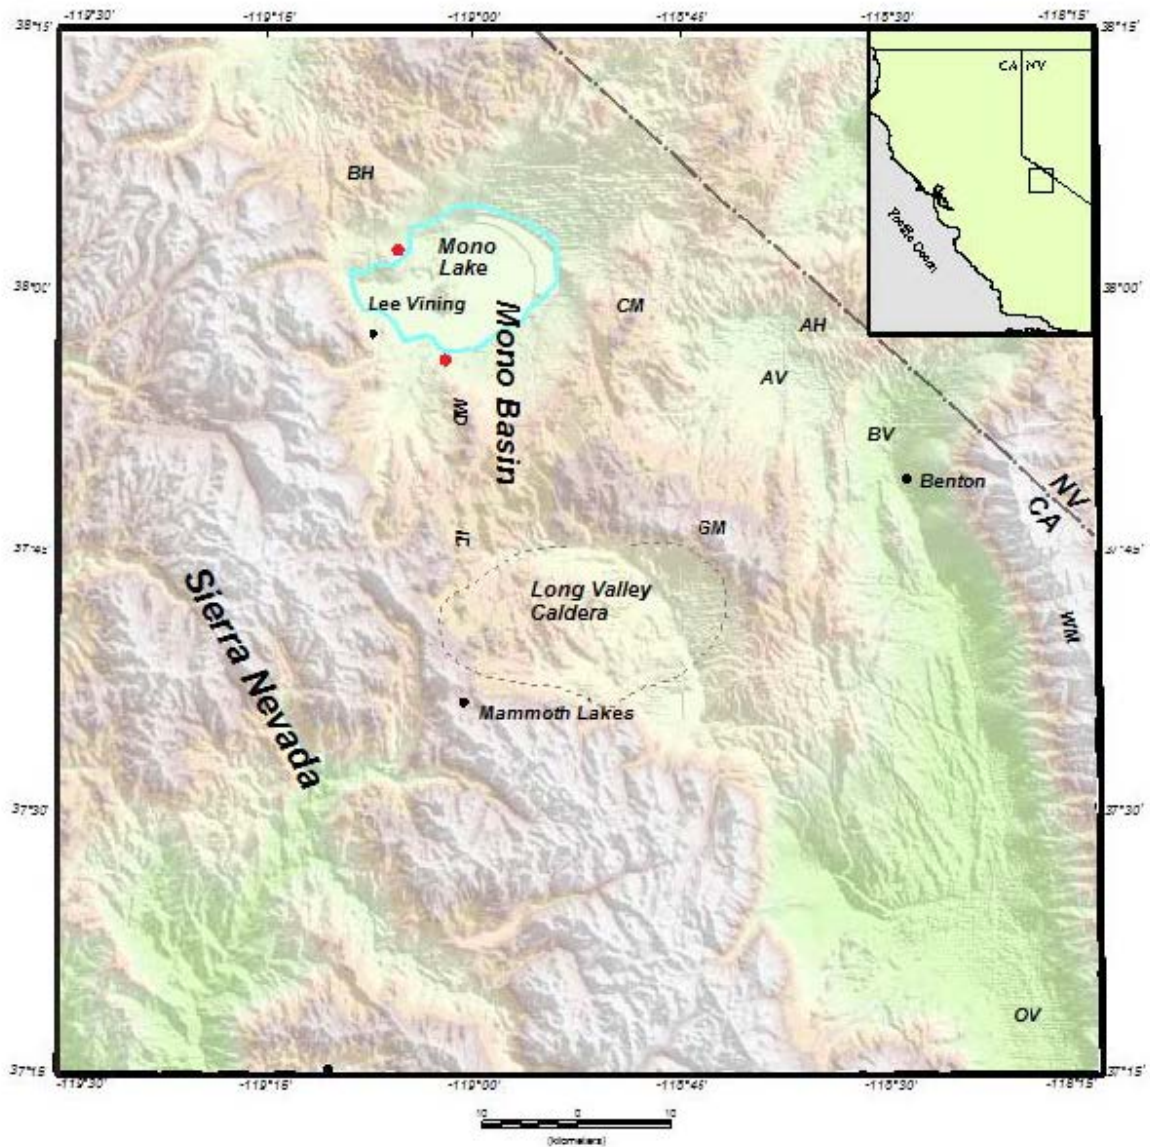 -119°30' -119°15' -119°00' -118°45' -118°30' -118°15'
38°15' 38°15'
CA NV
BH
Mono
Lake
Pacific Ocean
38°00' 38°00'
Lee Vining
CM
AH
Mono Basin
AV
MD
BV
Benton
NV
CA
GM
37°45' 37°45'
Long Valley
Caldera
Sierra Nevada
WM
Mammoth Lakes
37°30' 37°30'
OV
37°15' 37°15'
-119°30' -119°15' -119°00' -118°45' -118°30' -118°15'
10 0 10
(kilometers)